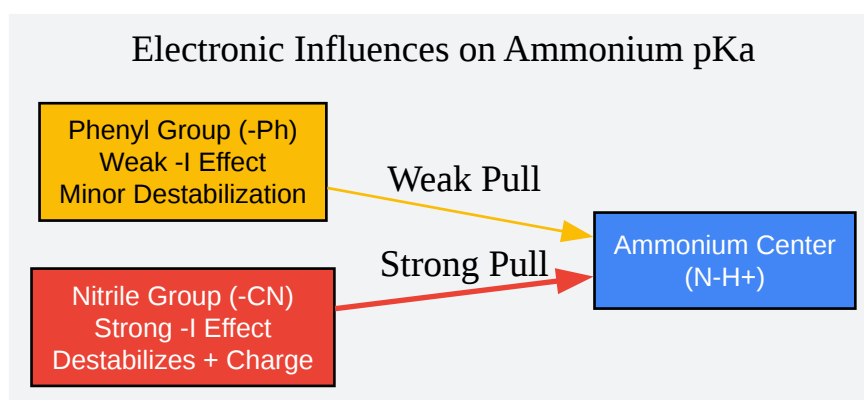 Electronic Influences on Ammonium pKa
Phenyl Group (-Ph)
Weak -I Effect
Minor Destabilization
Weak Pull
Ammonium Center
(N-H+)
Strong Pull
Nitrile Group (-CN)
Strong -I Effect
Destabilizes + Charge